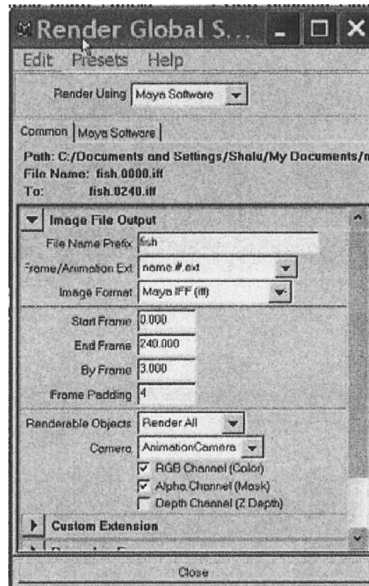 Render Global S...
Edit Presets Help
Render Using Maya Software
Common Maya Software
Path: C:/Documents and Settings/Shalu/My Documents/
File Name: fish.0000.iff
To: fish.0240.iff
Image File Output
File Name Prefix fish
Frame/Animation Ext name.#.ext
Image Format Maya IFF (iff)
Start Frame 0.000
End Frame 240.000
By Frame 3.000
Frame Padding 4
Renderable Objects Render All
Camera AnimationCamera
RGB Channel (Color)
Alpha Channel (Mask)
Depth Channel (Z Depth)
Custom Extension
Close